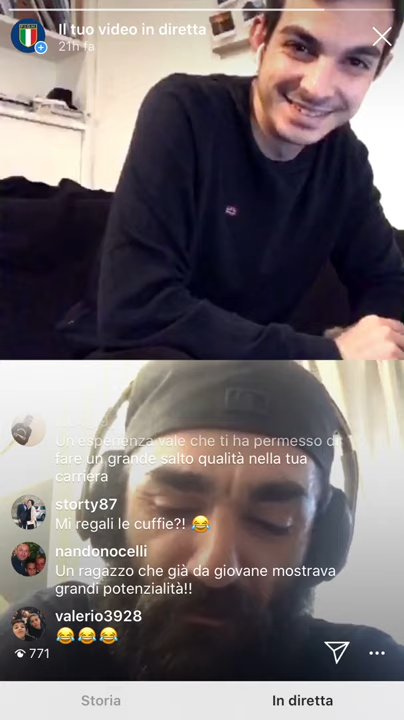 Il tuo video in diretta
21h fa
Un'esperienza vale che ti ha permesso di
fare un grande salto qualità nella tua
carriera
storty87
Mi regali le cuffie?! 😂
nandonocelli
Un ragazzo che già da giovane mostrava
grandi potenzialità!!
valerio3928
😂😂😂
771
Storia
In diretta